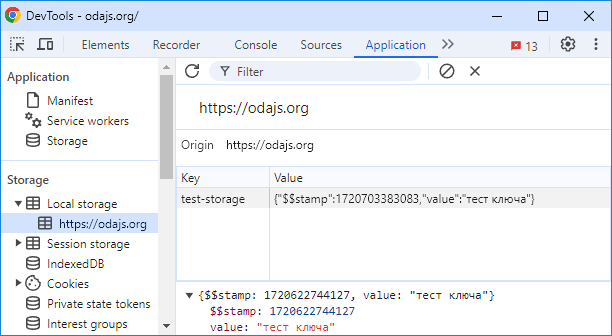 DevTools - odajs.org/
Elements Recorder Console Sources Application 13
Application
Manifest
Service workers
Storage
Storage
Local storage
https://odajs.org
Session storage
IndexedDB
Cookies
Private state tokens
Interest groups
Filter
https://odajs.org
Origin https://odajs.org
Key Value
test-storage {"$$stamp":1720703383083,"value":"тест ключа"}
{$$stamp: 1720622744127, value: "тест ключа"}
$$stamp: 1720622744127
value: "тест ключа"